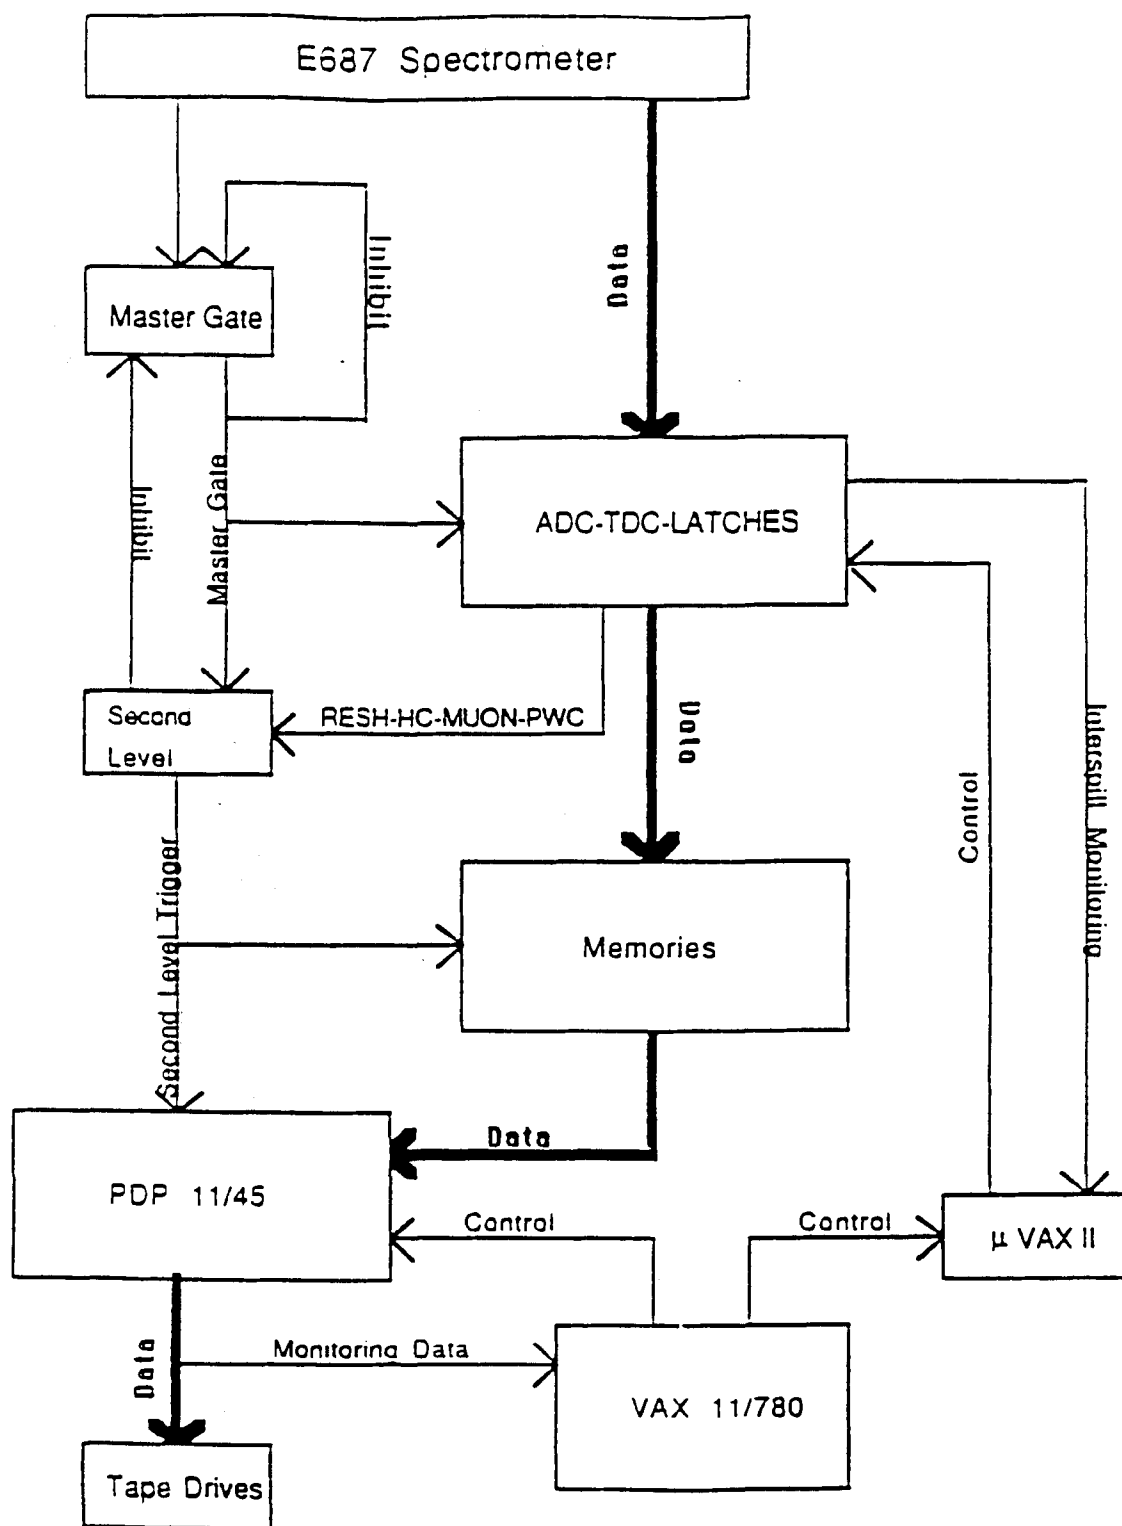 E687 Spectrometer
Inhibit
Data
Master Gate
Inhibit
Master Gate
ADC-TDC-LATCHES
Second
Level
RESH-HC-MUON-PWC
Data
Control
Interspill Monitoring
Second Level Trigger
Memories
Data
PDP 11/45
Control
Control
µ VAX II
Data
Monitoring Data
VAX 11/780
Tape Drives